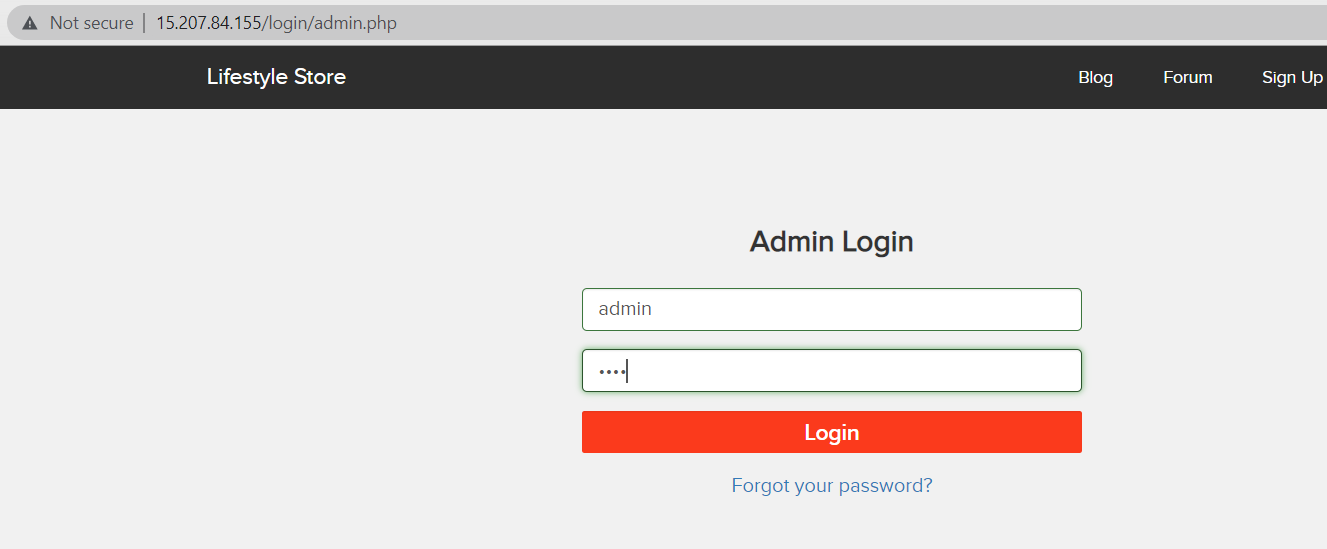 Not secure 15.207.84.155/login/admin.php
Lifestyle Store Blog Forum Sign Up
Admin Login
admin
••••
Login
Forgot your password?